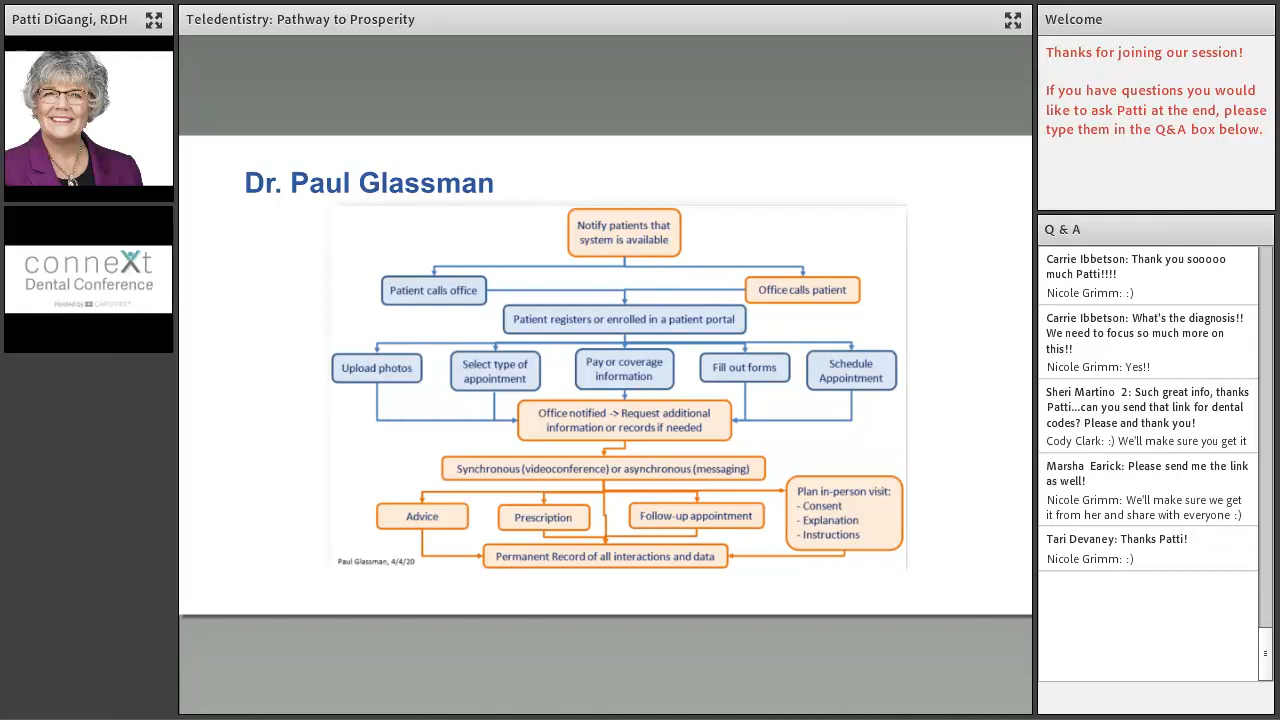 Patti DiGangi, RDH
Teledentistry: Pathway to Prosperity
Welcome
Thanks for joining our session!
If you have questions you would
like to ask Patti at the end, please
type them in the Q&A box below.
conneXt
Dental Conference
Hosted by CARIFREE
Dr. Paul Glassman
Notify patients that
system is available
Patient calls office
Office calls patient
Patient registers or enrolled in a patient portal
Upload photos
Select type of
appointment
Pay or coverage
information
Fill out forms
Schedule
Appointment
Office notified -> Request additional
information or records if needed
Synchronous (videoconference) or asynchronous (messaging)
Advice
Prescription
Follow-up appointment
Plan in-person visit:
- Consent
- Explanation
- Instructions
Permanent Record of all interactions and data
Paul Glassman, 4/4/20
Q & A
Carrie Ibbetson: Thank you sooooo
much Patti!!!!
Nicole Grimm: :)
Carrie Ibbetson: What's the diagnosis!!
We need to focus so much more on
this!!
Nicole Grimm: Yes!!
Sheri Martino 2: Such great info, thanks
Patti...can you send that link for dental
codes? Please and thank you!
Cody Clark: :) We'll make sure you get it
Marsha Earick: Please send me the link
as well!
Nicole Grimm: We'll make sure we get
it from her and share with everyone :)
Tari Devaney: Thanks Patti!
Nicole Grimm: :)